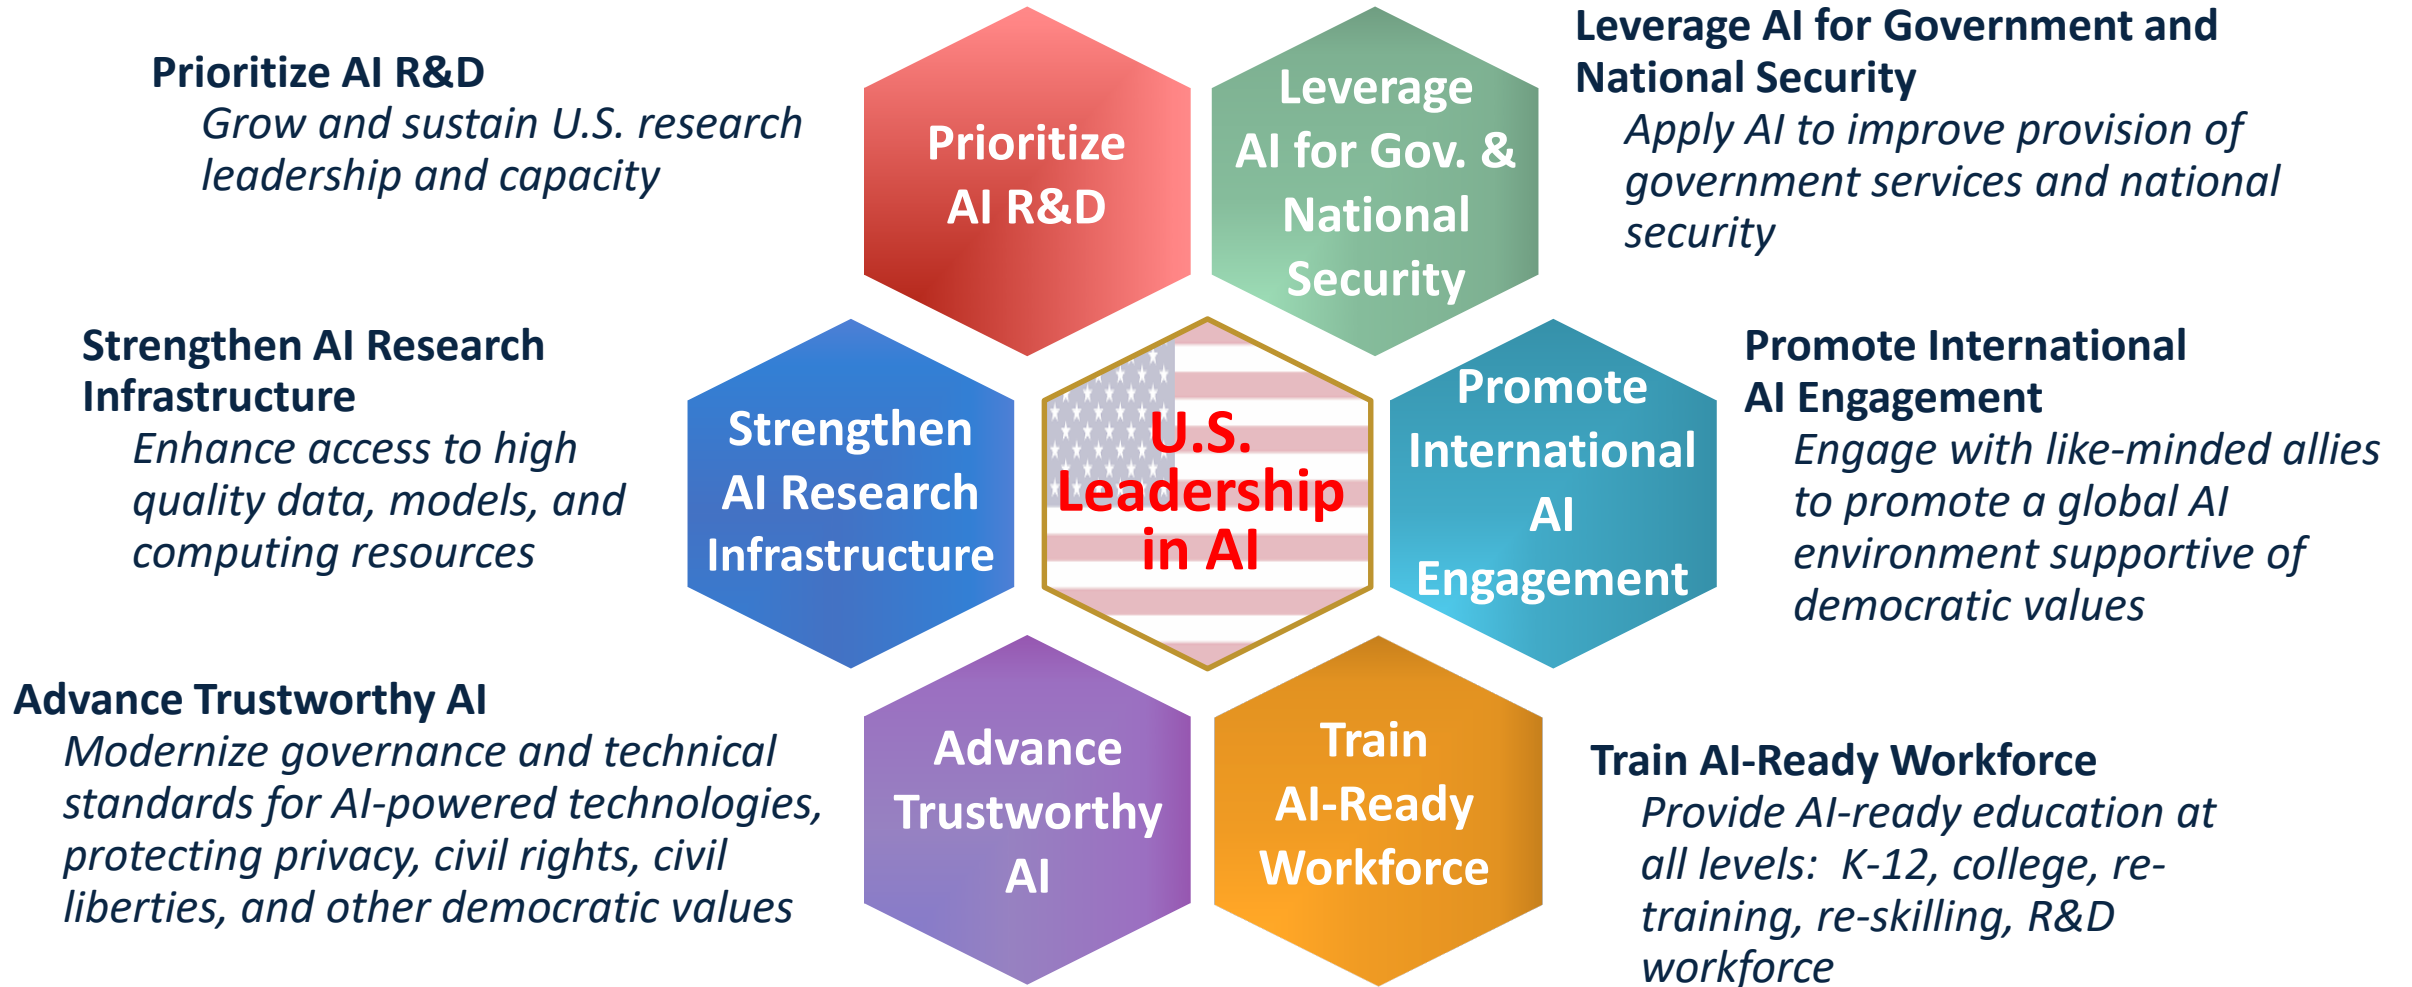 Prioritize AI R&D
Grow and sustain U.S. research
leadership and capacity
Strengthen AI Research
Infrastructure
Enhance access to high
quality data, models, and
computing resources
Advance Trustworthy AI
Modernize governance and technical
standards for AI-powered technologies,
protecting privacy, civil rights, civil
liberties, and other democratic values
Prioritize
AI R&D
Leverage
AI for Gov. &
National
Security
Strengthen
AI Research
Infrastructure
U.S.
Leadership
in AI
Promote
International
AI
Engagement
Advance
Trustworthy
AI
Train
AI-Ready
Workforce
Leverage AI for Government and
National Security
Apply AI to improve provision of
government services and national
security
Promote International
AI Engagement
Engage with like-minded allies
to promote a global AI
environment supportive of
democratic values
Train AI-Ready Workforce
Provide AI-ready education at
all levels:  K-12, college, re-
training, re-skilling, R&D
workforce